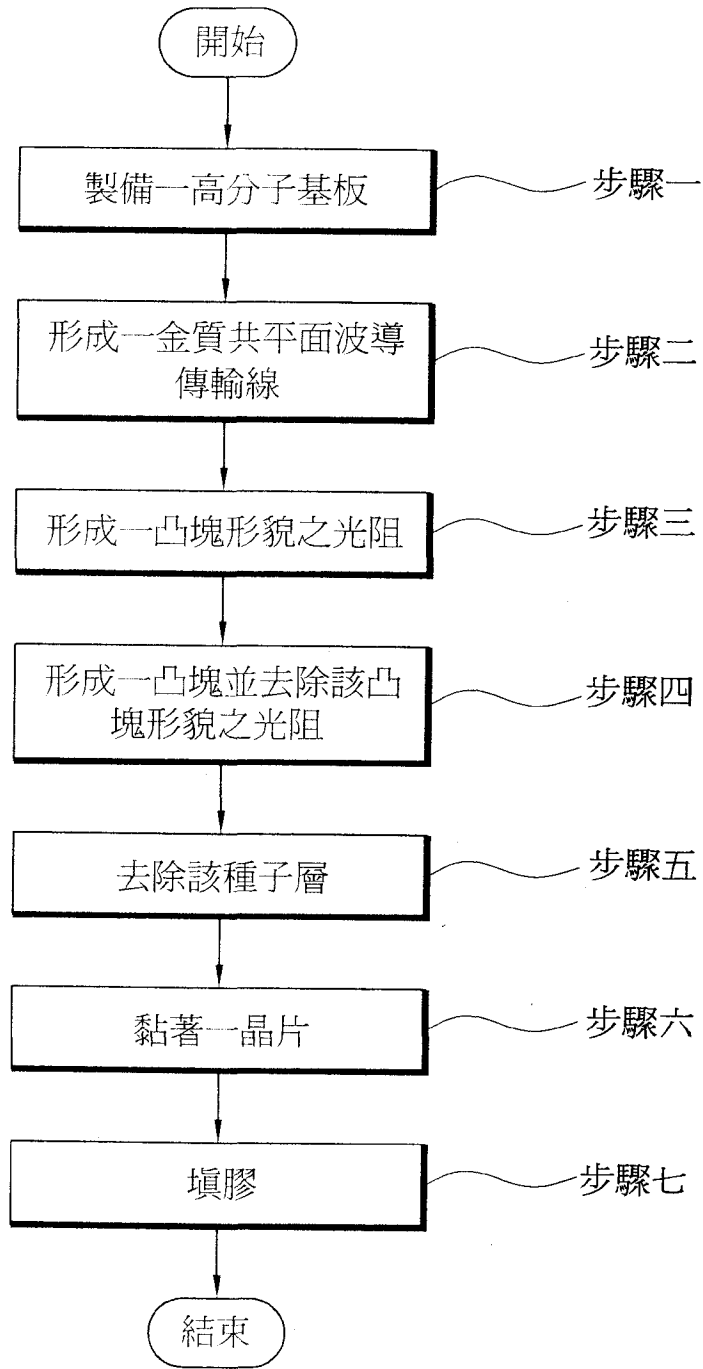 開始
製備一高分子基板
步驟一
形成一金質共平面波導
傳輸線
步驟二
形成一凸塊形貌之光阻
步驟三
形成一凸塊並去除該凸
塊形貌之光阻
步驟四
去除該種子層
步驟五
黏著一晶片
步驟六
填膠
步驟七
結束